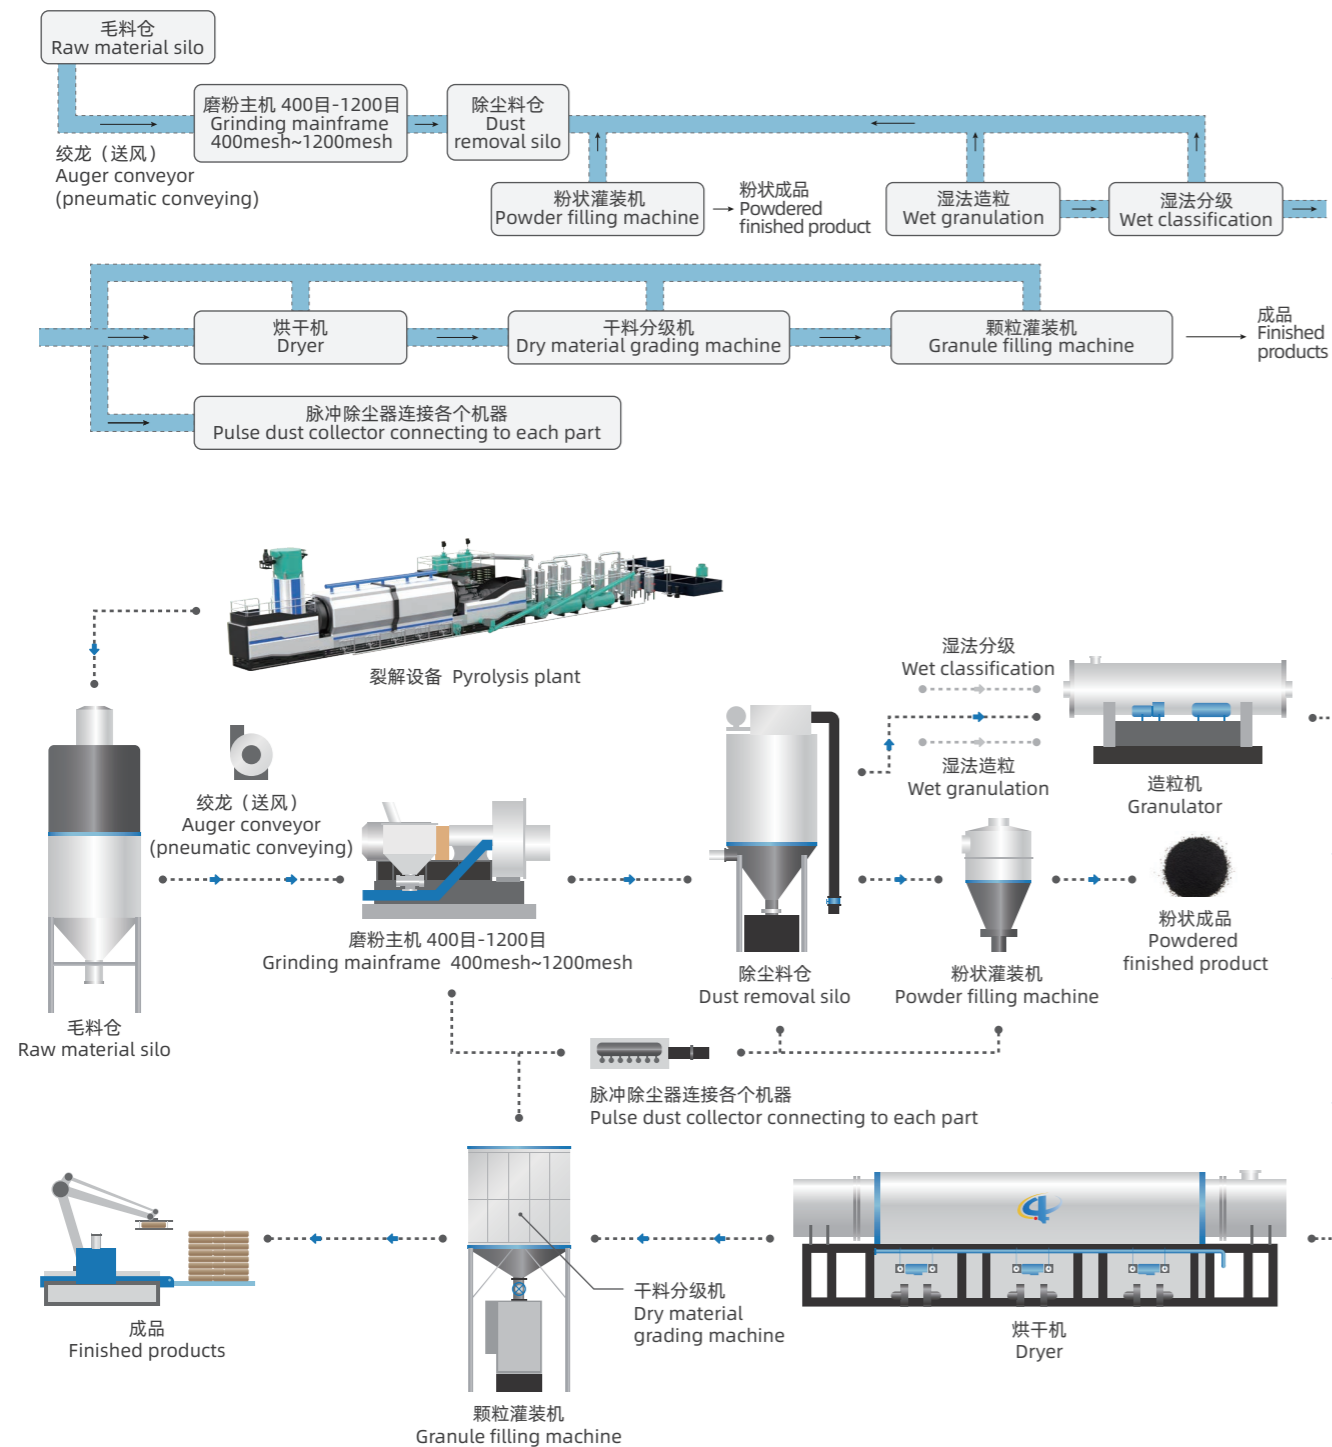 毛料仓
Raw material silo
磨粉主机 400目-1200目
Grinding mainframe
400mesh~1200mesh
除尘料仓
Dust
removal silo
绞龙（送风）
Auger conveyor
(pneumatic conveying)
粉状灌装机
Powder filling machine
粉状成品
Powdered
finished product
湿法造粒
Wet granulation
湿法分级
Wet classification
烘干机
Dryer
干料分级机
Dry material grading machine
颗粒灌装机
Granule filling machine
成品
Finished
products
脉冲除尘器连接各个机器
Pulse dust collector connecting to each part
裂解设备 Pyrolysis plant
湿法分级
Wet classification
湿法造粒
Wet granulation
造粒机
Granulator
绞龙（送风）
Auger conveyor
(pneumatic conveying)
磨粉主机 400目-1200目
Grinding mainframe 400mesh~1200mesh
除尘料仓
Dust removal silo
粉状灌装机
Powder filling machine
粉状成品
Powdered
finished product
毛料仓
Raw material silo
脉冲除尘器连接各个机器
Pulse dust collector connecting to each part
成品
Finished products
干料分级机
Dry material
grading machine
烘干机
Dryer
颗粒灌装机
Granule filling machine